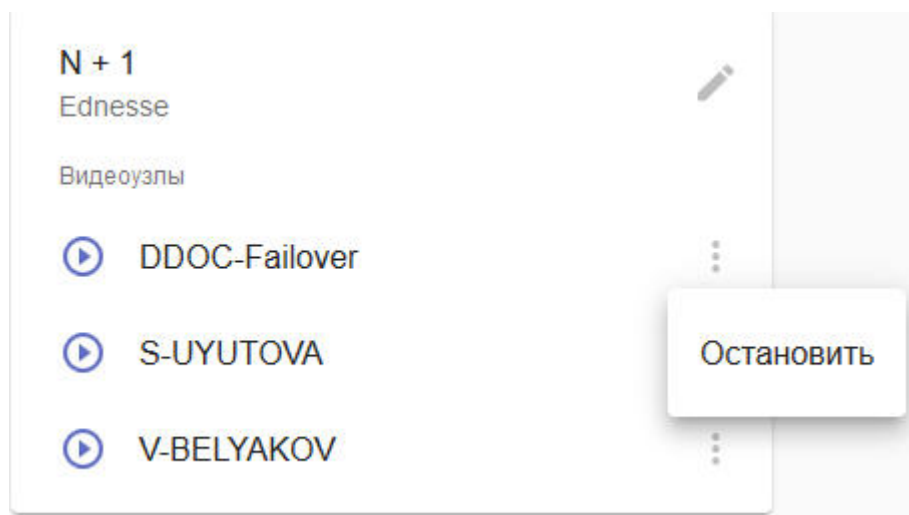 N + 1
Ednesse
Видеоузлы
DDOC-Failover
S-UYUTOVA
Остановить
V-BELYAKOV